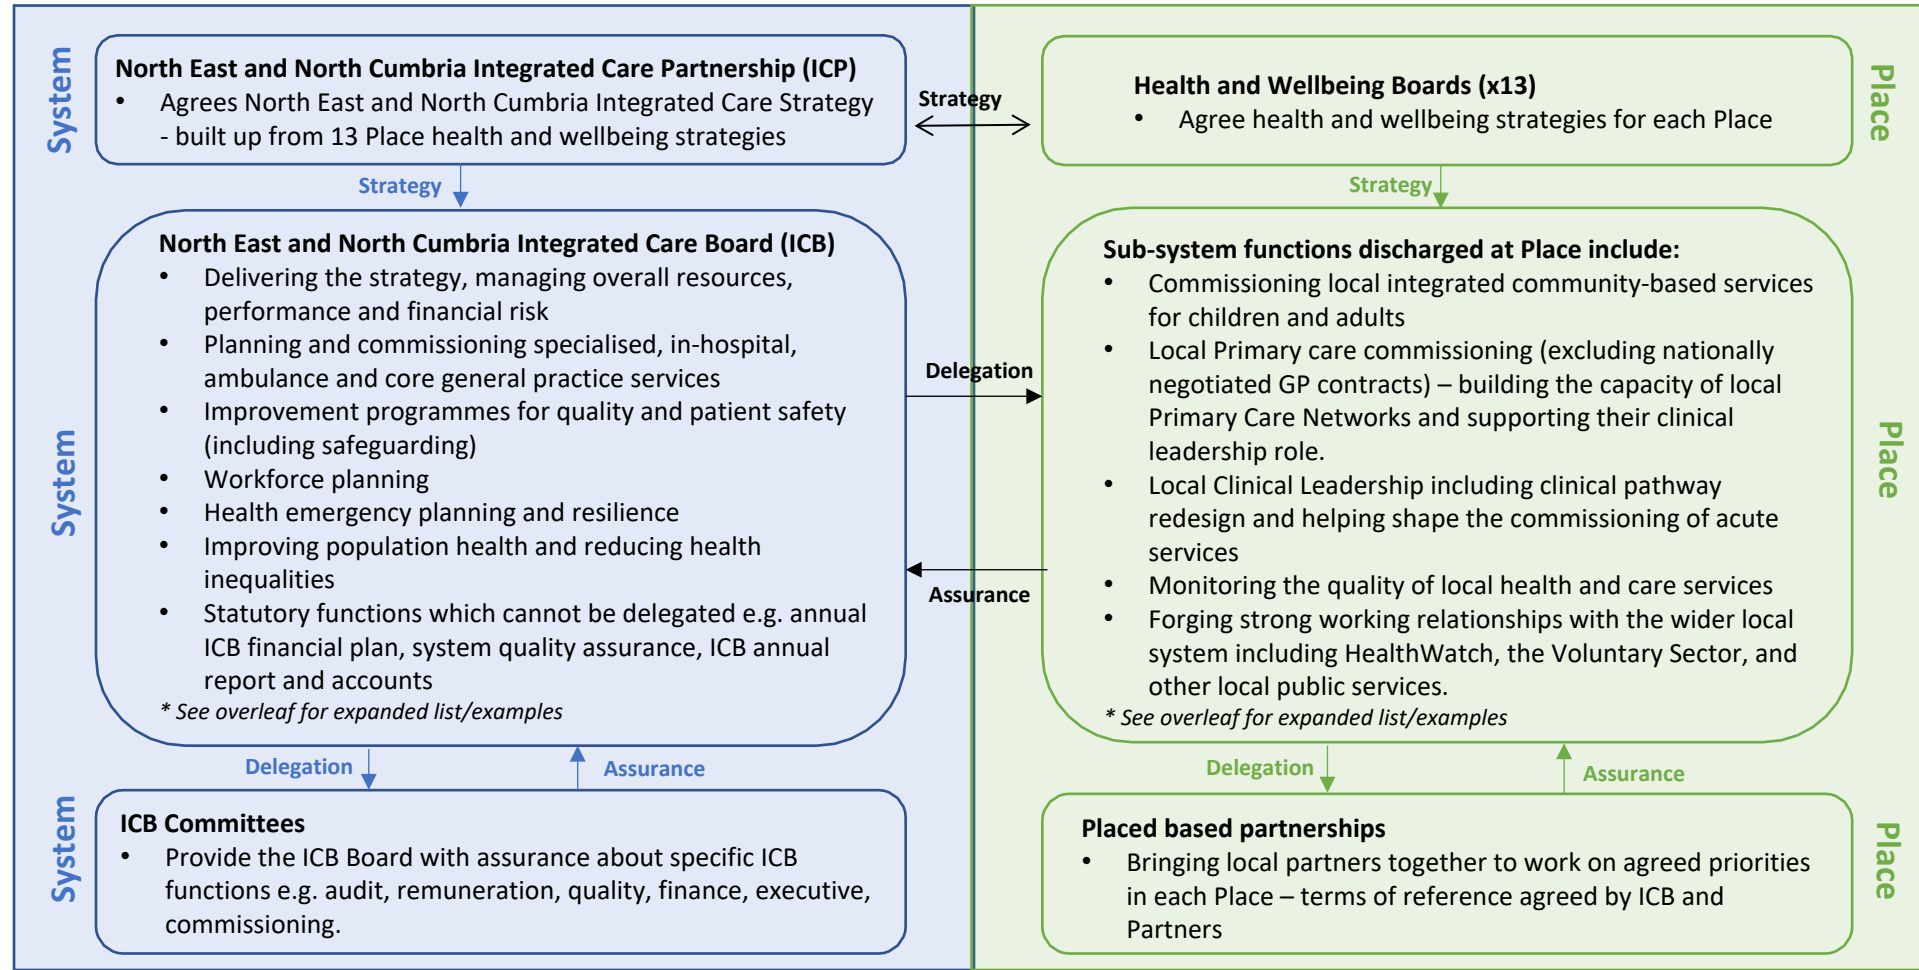 System
North East and North Cumbria Integrated Care Partnership (ICP)
• Agrees North East and North Cumbria Integrated Care Strategy
- built up from 13 Place health and wellbeing strategies
Strategy
Health and Wellbeing Boards (x13)
• Agree health and wellbeing strategies for each Place
Place
Strategy
Strategy
System
North East and North Cumbria Integrated Care Board (ICB)
• Delivering the strategy, managing overall resources,
performance and financial risk
• Planning and commissioning specialised, in-hospital,
ambulance and core general practice services
• Improvement programmes for quality and patient safety
(including safeguarding)
• Workforce planning
• Health emergency planning and resilience
• Improving population health and reducing health
inequalities
• Statutory functions which cannot be delegated e.g. annual
ICB financial plan, system quality assurance, ICB annual
report and accounts
* See overleaf for expanded list/examples
Delegation
Assurance
Sub-system functions discharged at Place include:
• Commissioning local integrated community-based services
for children and adults
• Local Primary care commissioning (excluding nationally
negotiated GP contracts) – building the capacity of local
Primary Care Networks and supporting their clinical
leadership role.
• Local Clinical Leadership including clinical pathway
redesign and helping shape the commissioning of acute
services
• Monitoring the quality of local health and care services
• Forging strong working relationships with the wider local
system including HealthWatch, the Voluntary Sector, and
other local public services.
* See overleaf for expanded list/examples
Place
Delegation
Assurance
Delegation
Assurance
System
ICB Committees
• Provide the ICB Board with assurance about specific ICB
functions e.g. audit, remuneration, quality, finance, executive,
commissioning.
Placed based partnerships
• Bringing local partners together to work on agreed priorities
in each Place – terms of reference agreed by ICB and
Partners
Place